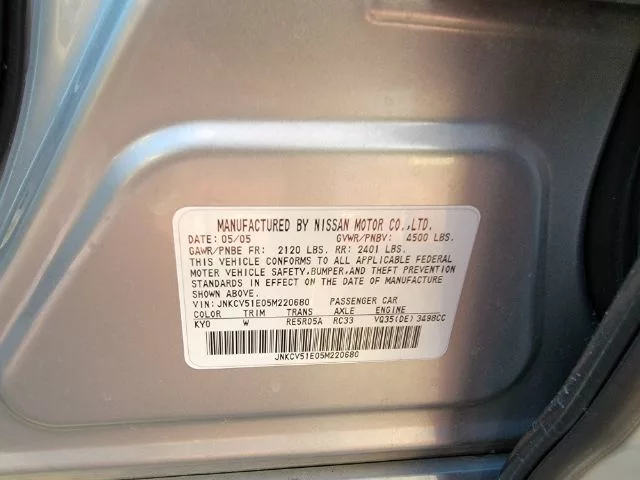 MANUFACTURED BY NISSAN MOTOR CO.,LTD.
DATE: 05/05 GVWR/PNBV: 4500 LBS.
GAWR/PNBE FR: 2120 LBS. RR: 2401 LBS.
THIS VEHICLE CONFORMS TO ALL APPLICABLE FEDERAL
MOTOR VEHICLE SAFETY,BUMPER,AND THEFT PREVENTION
STANDARDS IN EFFECT ON THE DATE OF MANUFACTURE
SHOWN ABOVE.
VIN: JNKCV51E05M220680 PASSENGER CAR
COLOR TRIM TRANS AXLE ENGINE
KY0 W RE5R05A RC33 VQ35(DE) 3498CC
JNKCV51E05M220680